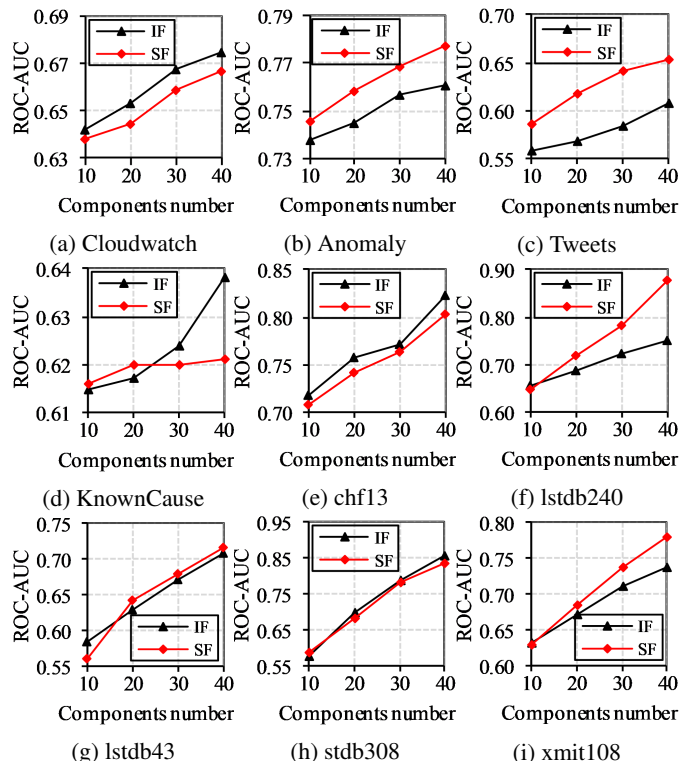 ROC-AUC
0.69
0.67
0.65
0.63
IF
SF
10 20 30 40
Components number
(a) Cloudwatch
ROC-AUC
0.79
0.77
0.75
0.73
IF
SF
10 20 30 40
Components number
(b) Anomaly
ROC-AUC
0.70
0.65
0.60
0.55
IF
SF
10 20 30 40
Components number
(c) Tweets
ROC-AUC
0.64
0.63
0.62
0.61
IF
SF
10 20 30 40
Components number
(d) KnownCause
ROC-AUC
0.85
0.80
0.75
0.70
IF
SF
10 20 30 40
Components number
(e) chf13
ROC-AUC
0.90
0.80
0.70
0.60
IF
SF
10 20 30 40
Components number
(f) lstdb240
ROC-AUC
0.75
0.70
0.65
0.60
0.55
IF
SF
10 20 30 40
Components number
(g) lstdb43
ROC-AUC
0.95
0.85
0.75
0.65
0.55
IF
SF
10 20 30 40
Components number
(h) stdb308
ROC-AUC
0.80
0.75
0.70
0.65
0.60
IF
SF
10 20 30 40
Components number
(i) xmit108